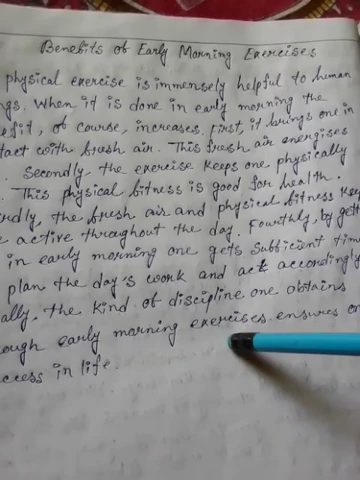 Benefits of Early Morning Exercises
physical exercise is immensely helpful to human
ngs. When it is done in early morning the
efit, of course, increases. First, it brings one in
tact with fresh air. This fresh air energises
. Secondly, the exercise keeps one physically
. This physical fitness is good for health.
rdly, the fresh air and physical fitness keep
e active throughout the day. Fourthly, by gett
in early morning one gets sufficient time
plan the day's work and act accordingly
ally, the kind of discipline one obtains
ough early morning exercises ensures on
ccess in life.